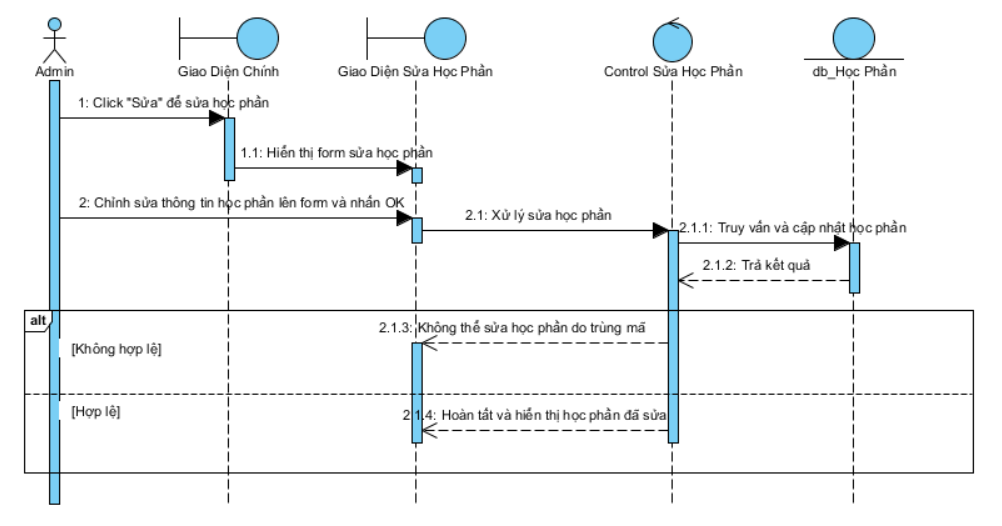 Admin
Giao Diện Chính
Giao Diện Sửa Học Phần
Control Sửa Học Phần
db_Học Phần
1: Click "Sửa" để sửa học phần
1.1: Hiển thị form sửa học phần
2: Chỉnh sửa thông tin học phần lên form và nhấn OK
2.1: Xử lý sửa học phần
2.1.1: Truy vấn và cập nhật học phần
2.1.2: Trả kết quả
alt
2.1.3: Không thể sửa học phần do trùng mã
[Không hợp lệ]
[Hợp lệ]
2.1.4: Hoàn tất và hiển thị học phần đã sửa